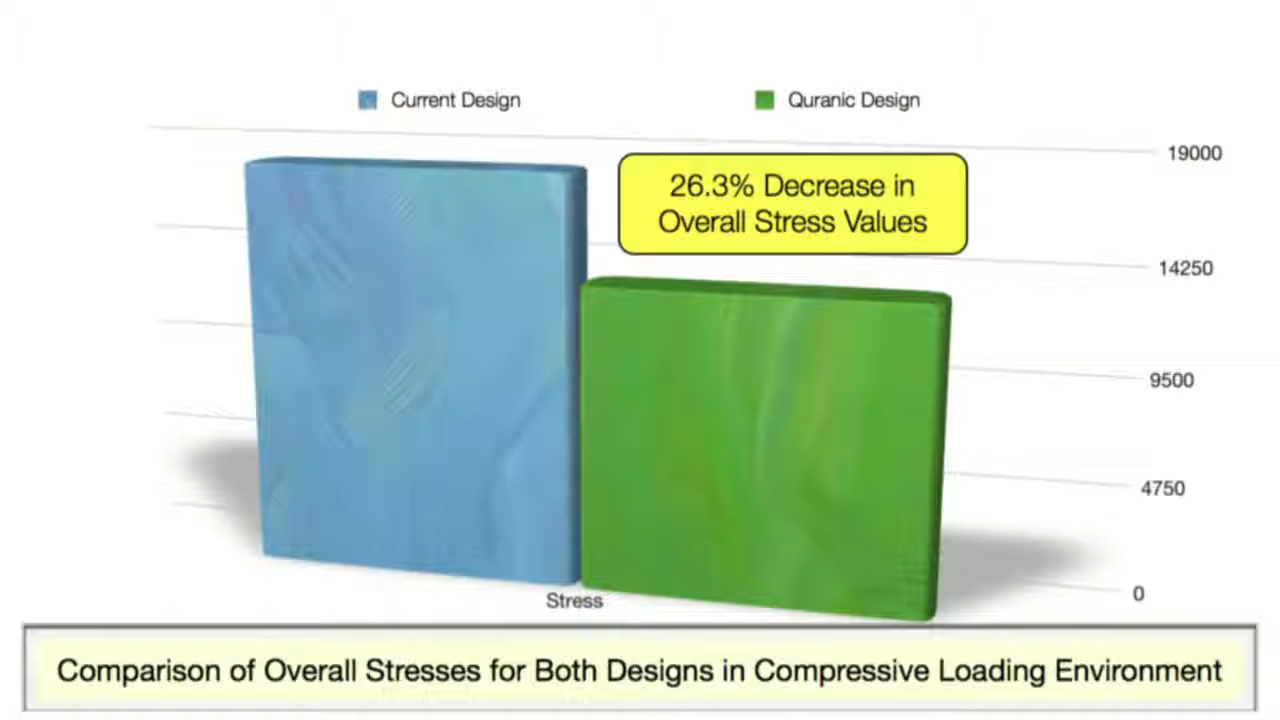 Current Design
Quranic Design
19000
26.3% Decrease in
Overall Stress Values
14250
9500
4750
0
Stress
Comparison of Overall Stresses for Both Designs in Compressive Loading Environment